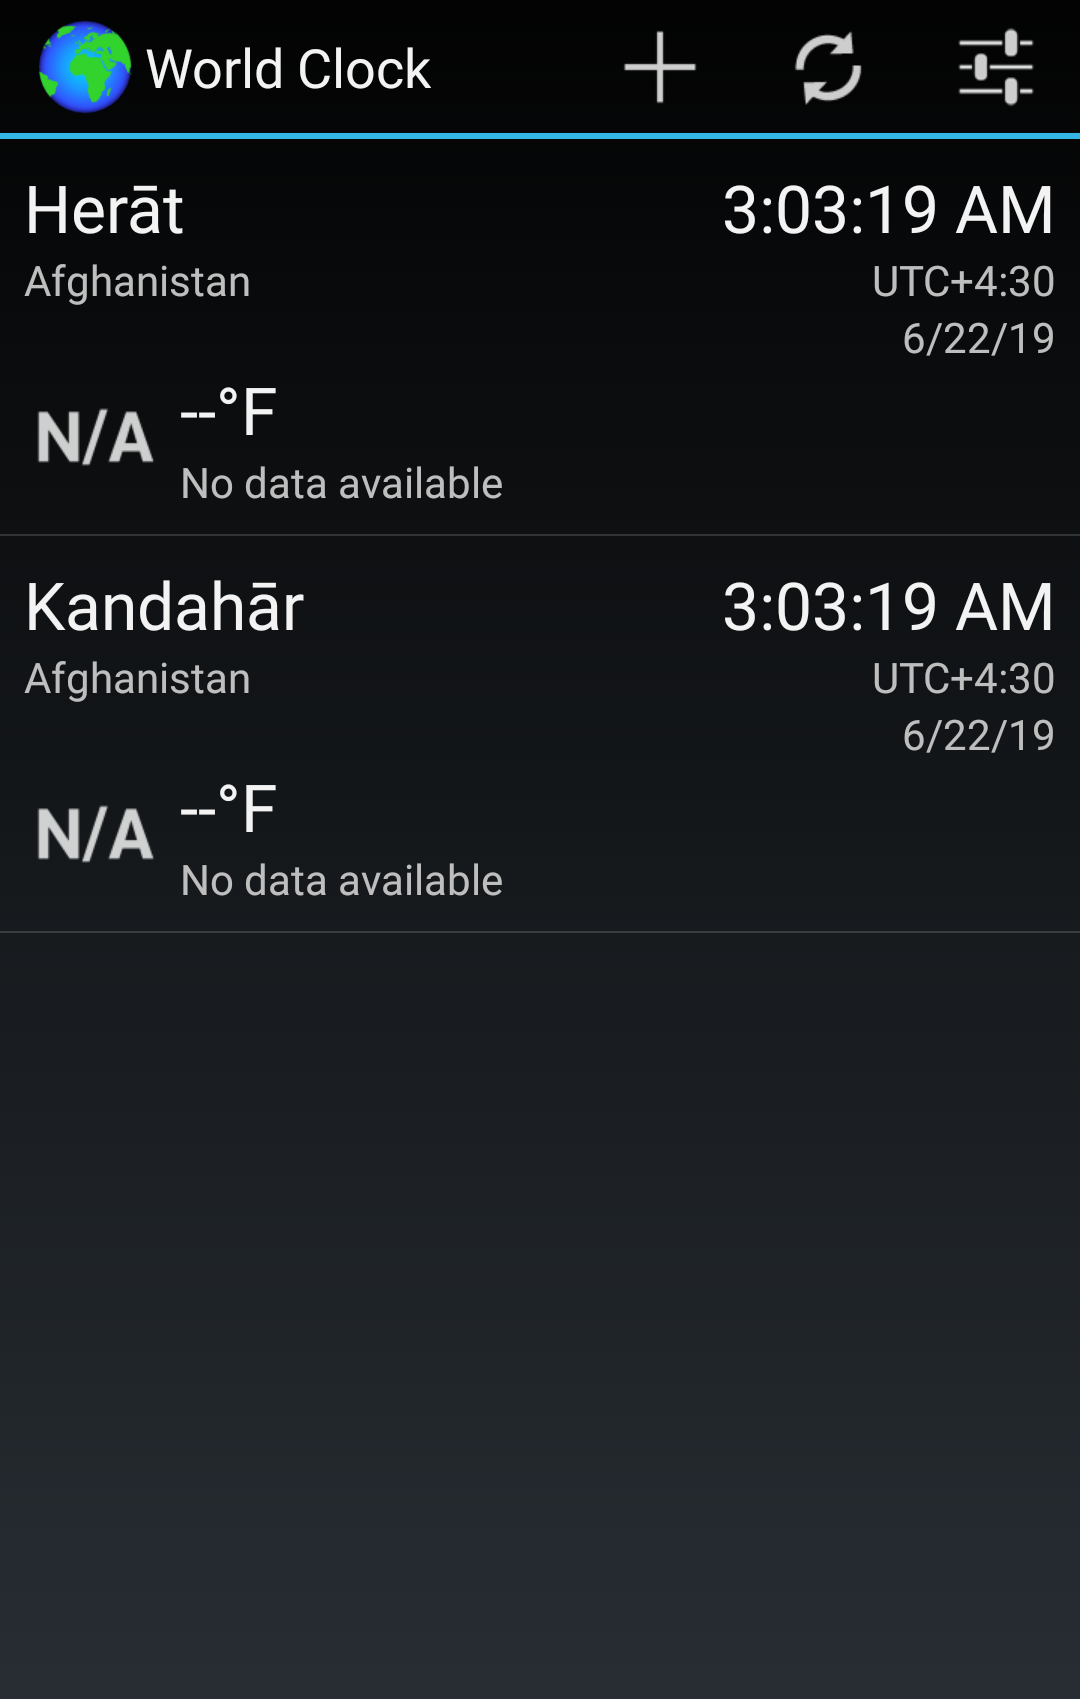 World Clock
Herāt 3:03:19 AM
Afghanistan UTC+4:30
6/22/19
N/A --°F
No data available
Kandahār 3:03:19 AM
Afghanistan UTC+4:30
6/22/19
N/A --°F
No data available